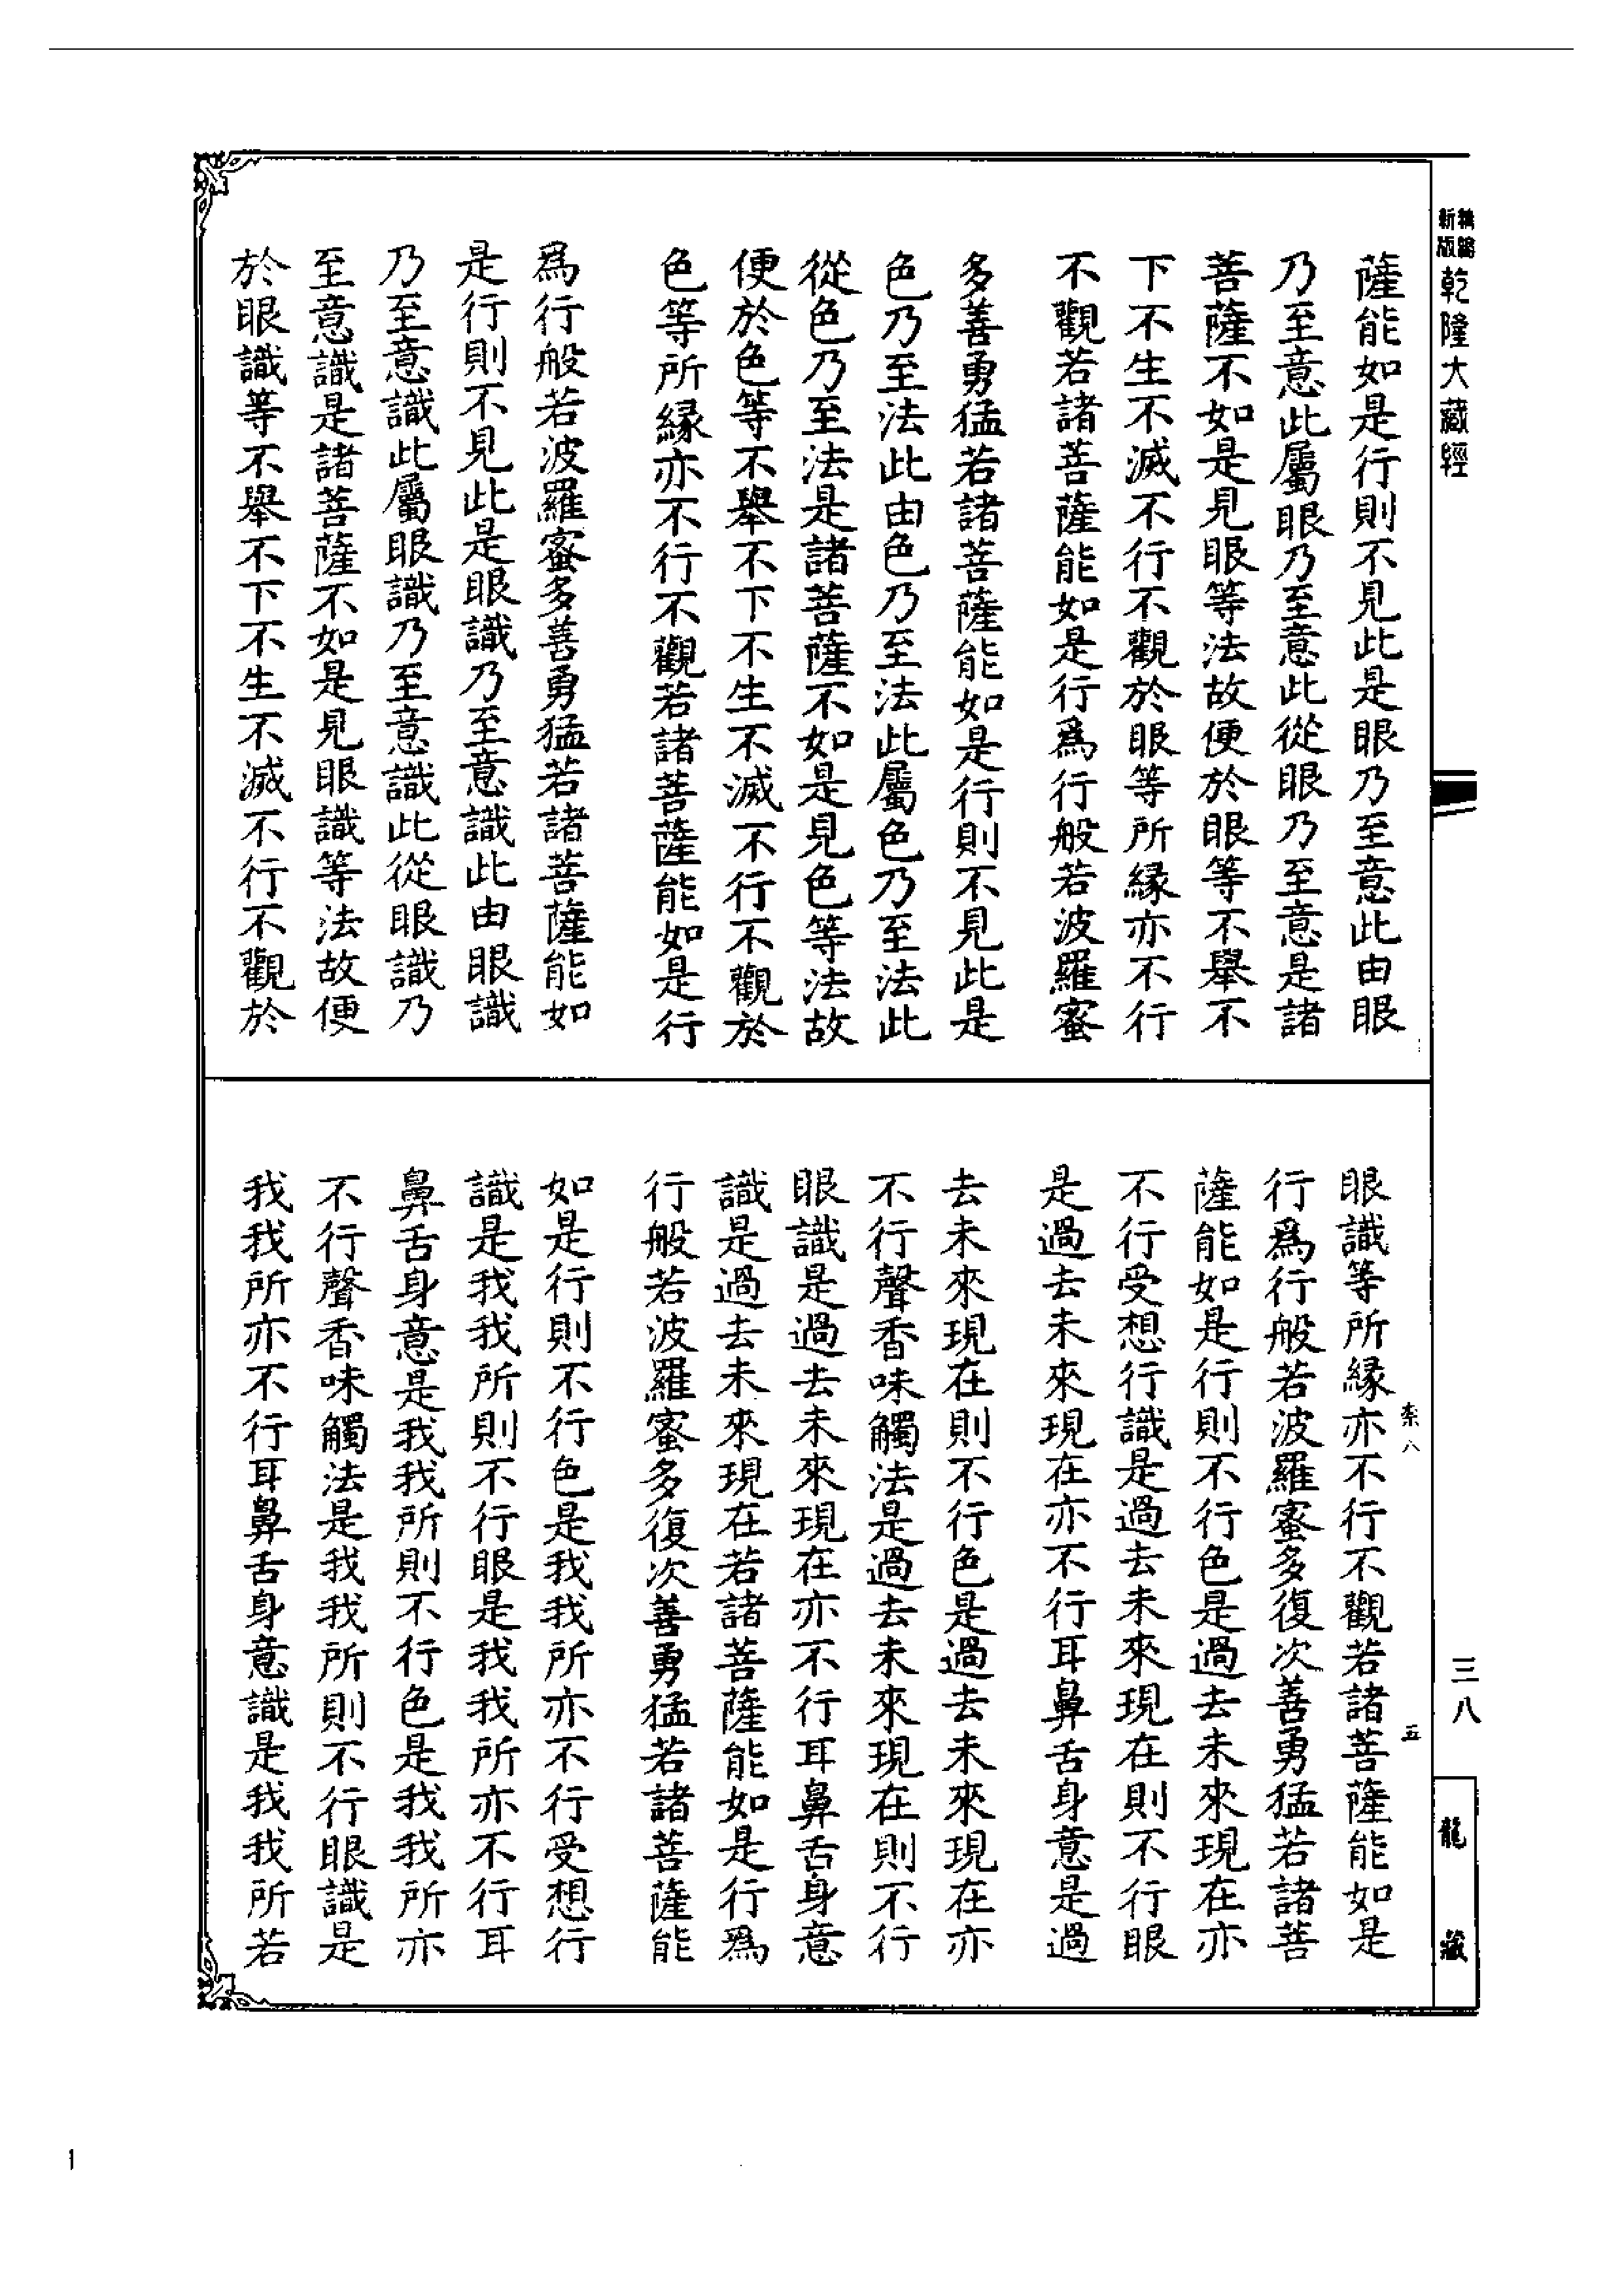 新編
縮版
乾隆大藏經
薩能如是行則不見此是眼乃至意此由眼
乃至意此屬眼乃至意此從眼乃至意是諸
菩薩不如是見眼等法故便於眼等不舉不
下不生不滅不行不觀於眼等所緣亦不行
不觀若諸菩薩能如是行爲行般若波羅蜜
多善勇猛若諸菩薩能如是行則不見此是
色乃至法此由色乃至法此屬色乃至法此
從色乃至法是諸菩薩不如是見色等法故
便於色等不舉不下不生不滅不行不觀於
色等所緣亦不行不觀若諸菩薩能如是行
爲行般若波羅蜜多善勇猛若諸菩薩能如
是行則不見此是眼識乃至意識此由眼識
乃至意識此屬眼識乃至意識此從眼識乃
至意識是諸菩薩不如是見眼識等法故便
於眼識等不舉不下不生不滅不行不觀於
眼識等所緣亦不行不觀若諸菩薩能如是
行爲行般若波羅蜜多復次善勇猛若諸菩
薩能如是行則不行色是過去未來現在亦
不行受想行識是過去未來現在則不行眼
是過去未來現在亦不行耳鼻舌身意是過
去未來現在則不行色是過去未來現在亦
不行聲香味觸法是過去未來現在則不行
眼識是過去未來現在亦不行耳鼻舌身意
識是過去未來現在若諸菩薩能如是行爲
行般若波羅蜜多復次善勇猛若諸菩薩能
如是行則不行色是我我所亦不行受想行
識是我我所則不行眼是我我所亦不行耳
鼻舌身意是我我所則不行色是我我所亦
不行聲香味觸法是我我所則不行眼識是
我我所亦不行耳鼻舌身意識是我我所若
柰八
五
三八
龍藏
1